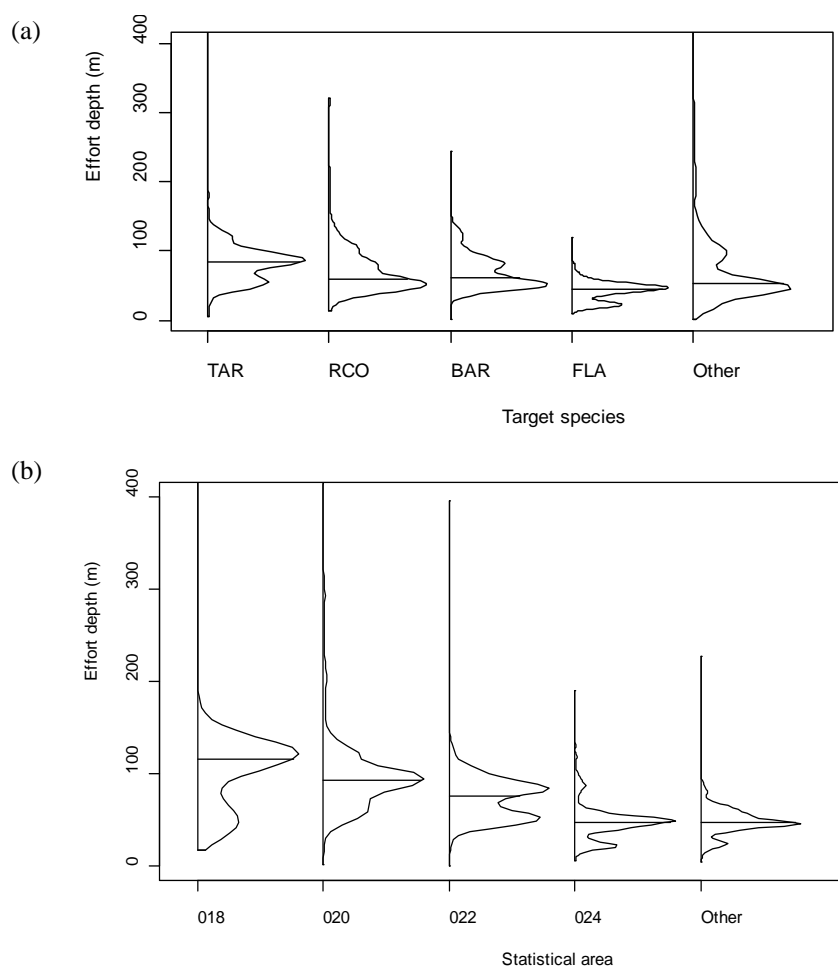 (a)
Effort depth (m)
400
300
200
100
0
TAR RCO BAR FLA Other
Target species
(b)
Effort depth (m)
400
300
200
100
0
018 020 022 024 Other
Statistical area